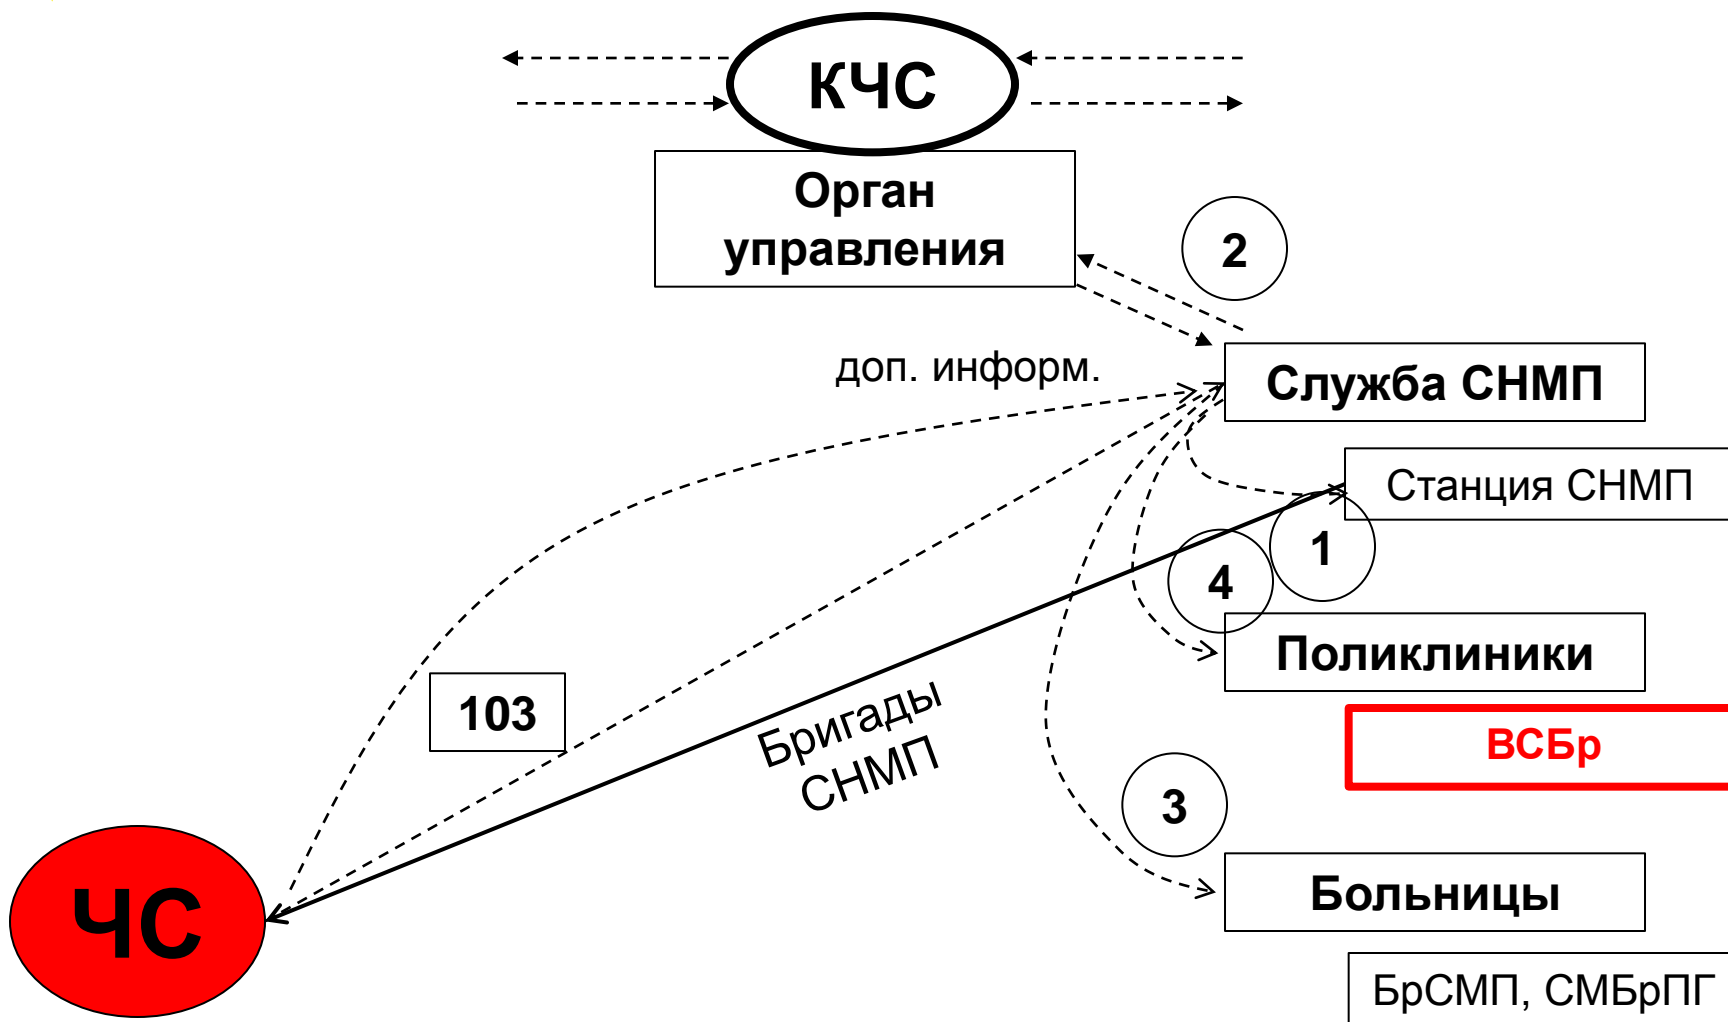 КЧС
Орган
управления
2
доп. информ.
Служба СНМП
Станция СНМП
1
4
Поликлиники
103
Бригады
СНМП
ВСБр
3
Больницы
ЧС
БрСМП, СМБрПГ